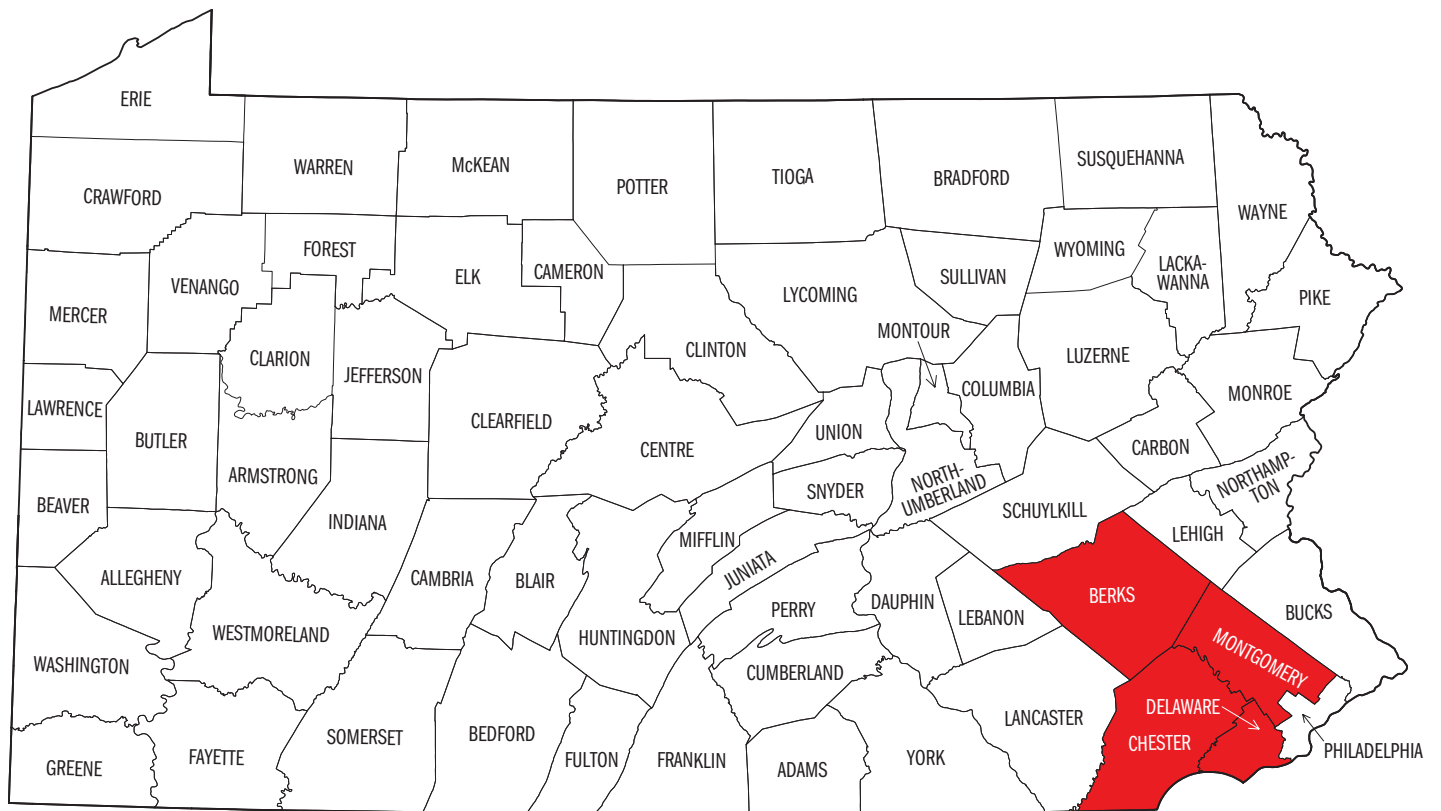 ERIE
CRAWFORD
WARREN
McKEAN
POTTER
TIOGA
BRADFORD
SUSQUEHANNA
WAYNE
FOREST
VENANGO
ELK
CAMERON
LYCOMING
SULLIVAN
WYOMING
LACKA-
WANNA
PIKE
MERCER
CLARION
JEFFERSON
CLINTON
MONTOUR
COLUMBIA
LUZERNE
MONROE
LAWRENCE
BUTLER
CLEARFIELD
CENTRE
UNION
CARBON
ARMSTRONG
SNYDER
NORTH-
UMBERLAND
NORTHAMP-
TON
BEAVER
INDIANA
SCHUYLKILL
LEHIGH
MIFFLIN
JUNIATA
ALLEGHENY
CAMBRIA
BLAIR
PERRY
DAUPHIN
LEBANON
BERKS
BUCKS
WESTMORELAND
HUNTINGDON
WASHINGTON
CUMBERLAND
MONTGOMERY
LANCASTER
DELAWARE
CHESTER
PHILADELPHIA
GREENE
FAYETTE
SOMERSET
BEDFORD
FULTON
FRANKLIN
ADAMS
YORK